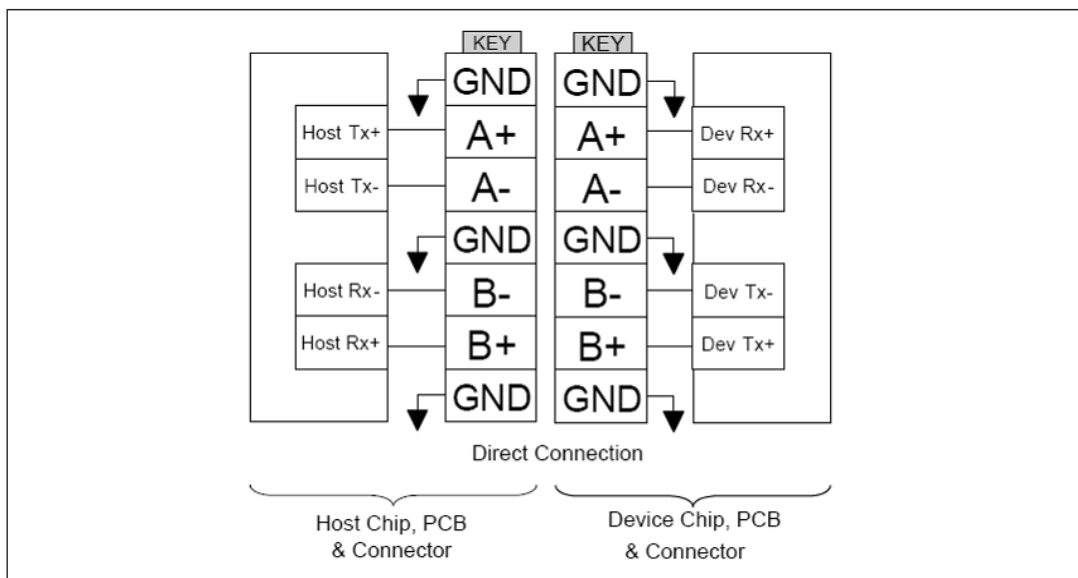 KEY KEY
GND GND
Host Tx+ A+ A+ Dev Rx+
Host Tx- A- A- Dev Rx-
GND GND
Host Rx- B- B- Dev Tx-
Host Rx+ B+ B+ Dev Tx+
GND GND
Direct Connection
Host Chip, PCB
& Connector
Device Chip, PCB
& Connector